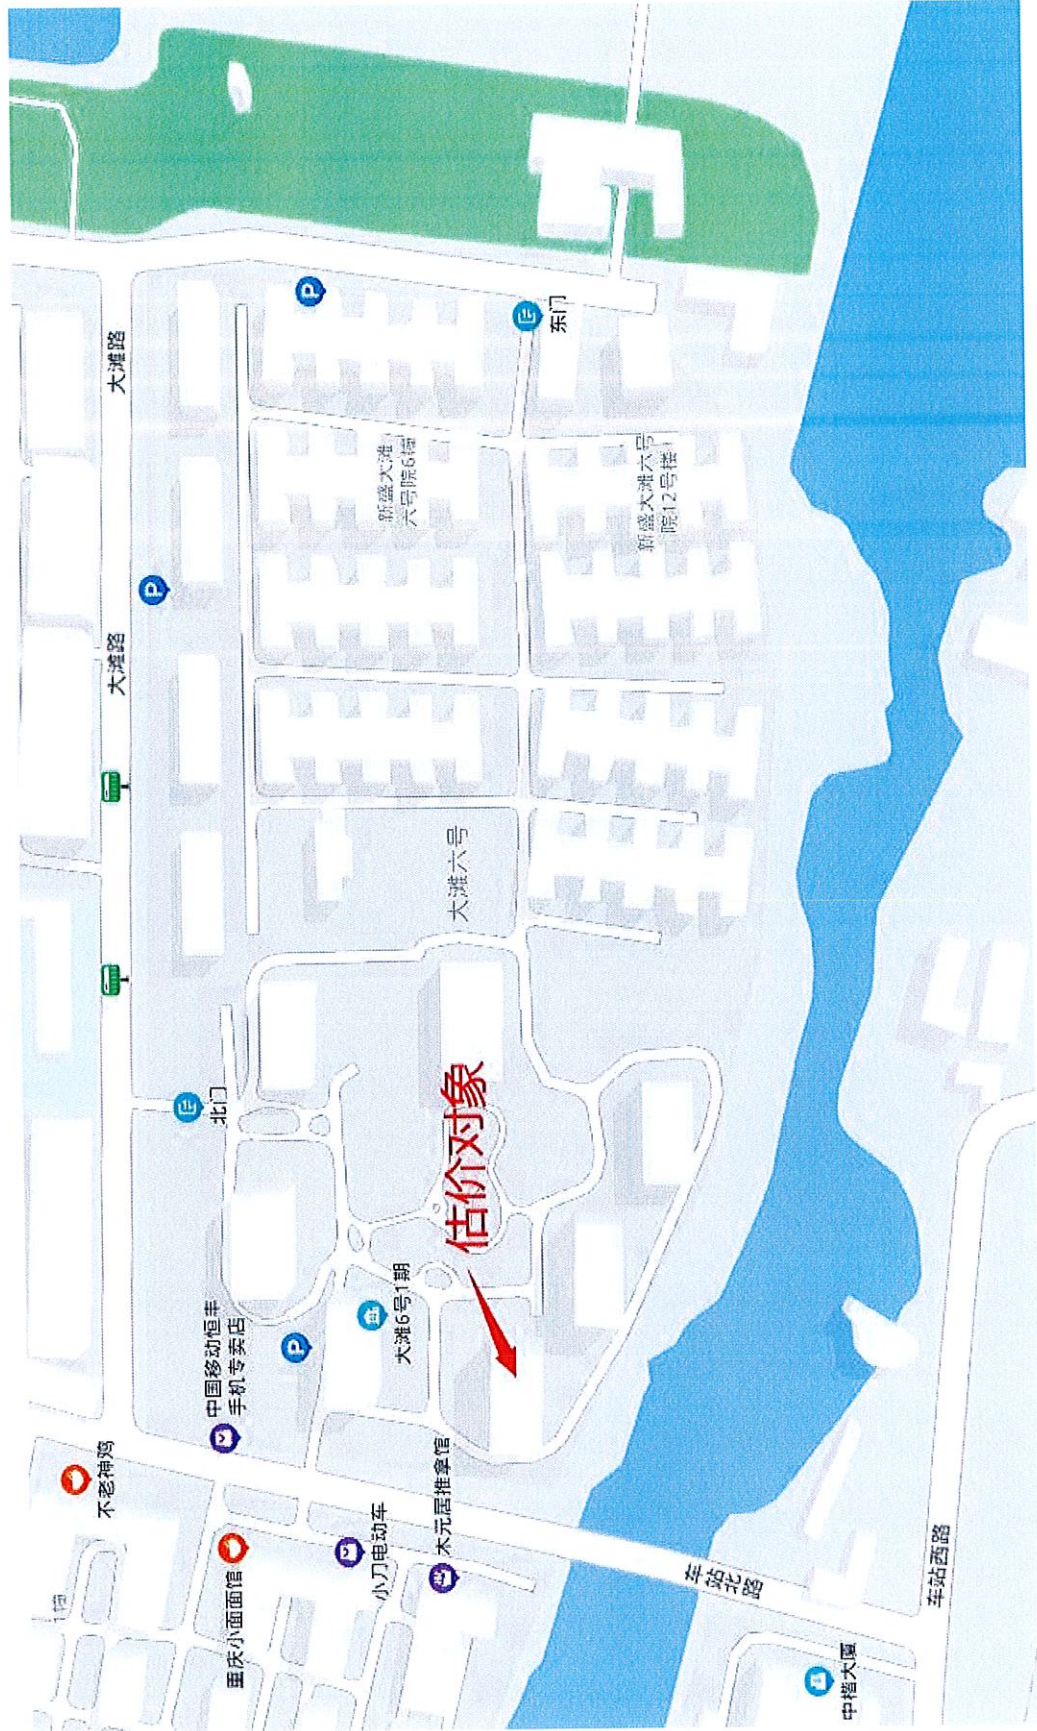 1幢
不老神鸡
大滩路
大滩路
P
中国移动恒丰
手机专卖店
北门
重庆小面面馆
P
P
小刀电动车
大滩6号1期
新盛大滩
六号院6幢
木元居推拿馆
大滩六号
估价对象
东门
新盛大滩六号
院12号楼
车站北路
中楷大厦
车站西路